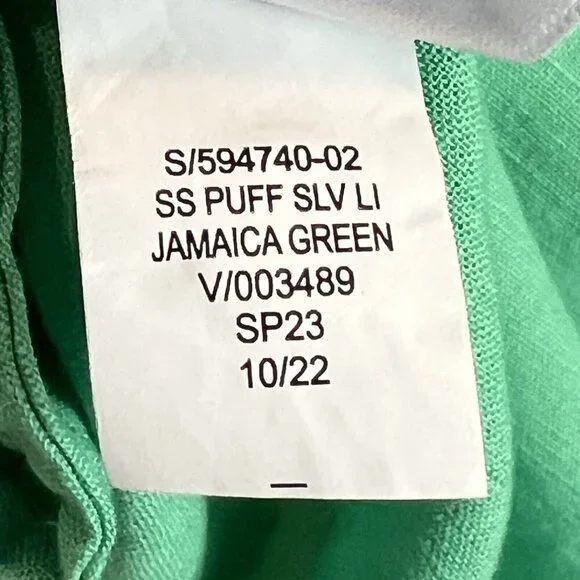 S/594740-02
SS PUFF SLV LI
JAMAICA GREEN
V/003489
SP23
10/22